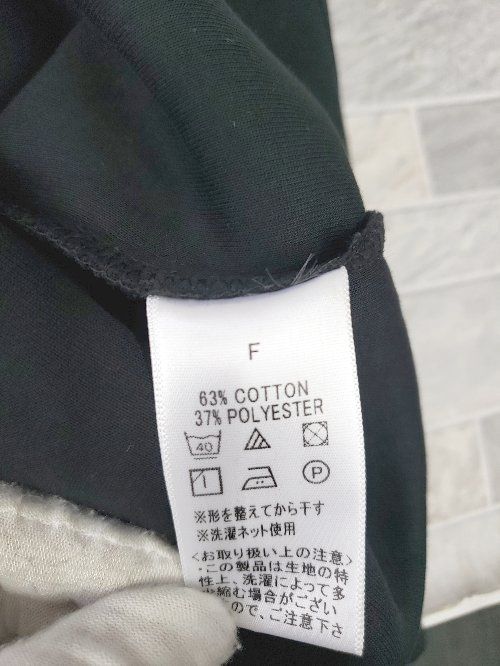 F
63% COTTON
37% POLYESTER
40
P
※形を整えてから干す
※洗濯ネット使用
<お取り扱い上の注意>
・この製品は生地の特
性上、洗濯によって多
縮む場合がござい
ので、ご注意下さ